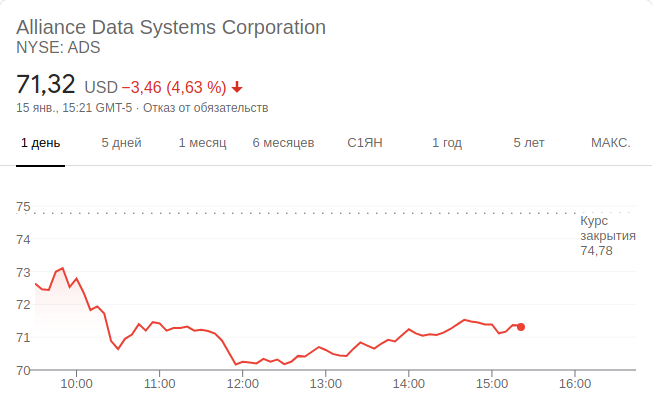 Alliance Data Systems Corporation
NYSE: ADS
71,32 USD −3,46 (4,63 %)
15 янв., 15:21 GMT-5 · Отказ от обязательств
1 день 5 дней 1 месяц 6 месяцев С1ЯН 1 год 5 лет МАКС.
75
Курс
закрытия
74,78
74
73
72
71
70
10:00 11:00 12:00 13:00 14:00 15:00 16:00